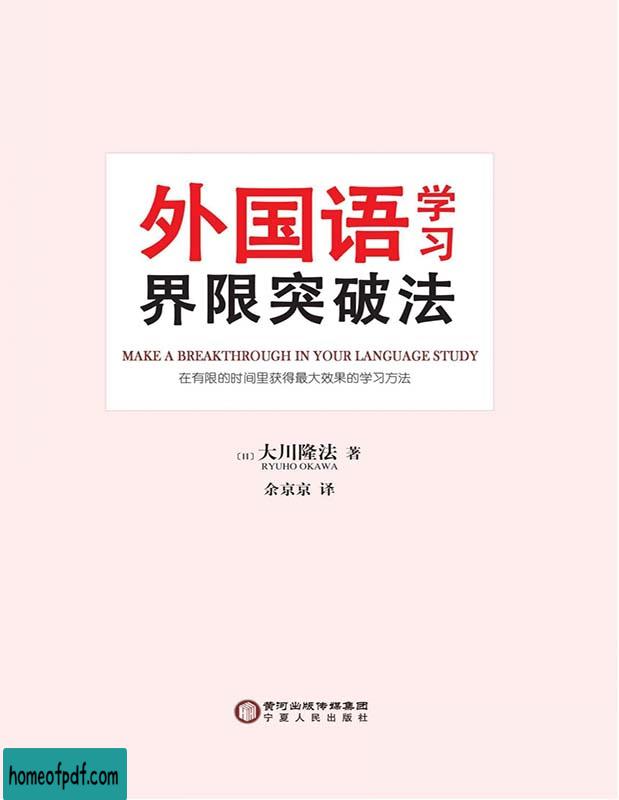 外国语学习
界限突破法
MAKE A BREAKTHROUGH IN YOUR LANGUAGE STUDY
在有限的时间里获得最大效果的学习方法
〔日〕大川隆法 著
RYUHO OKAWA
余京京 译
黄河出版传媒集团
宁夏人民出版社
homeofpdf.com